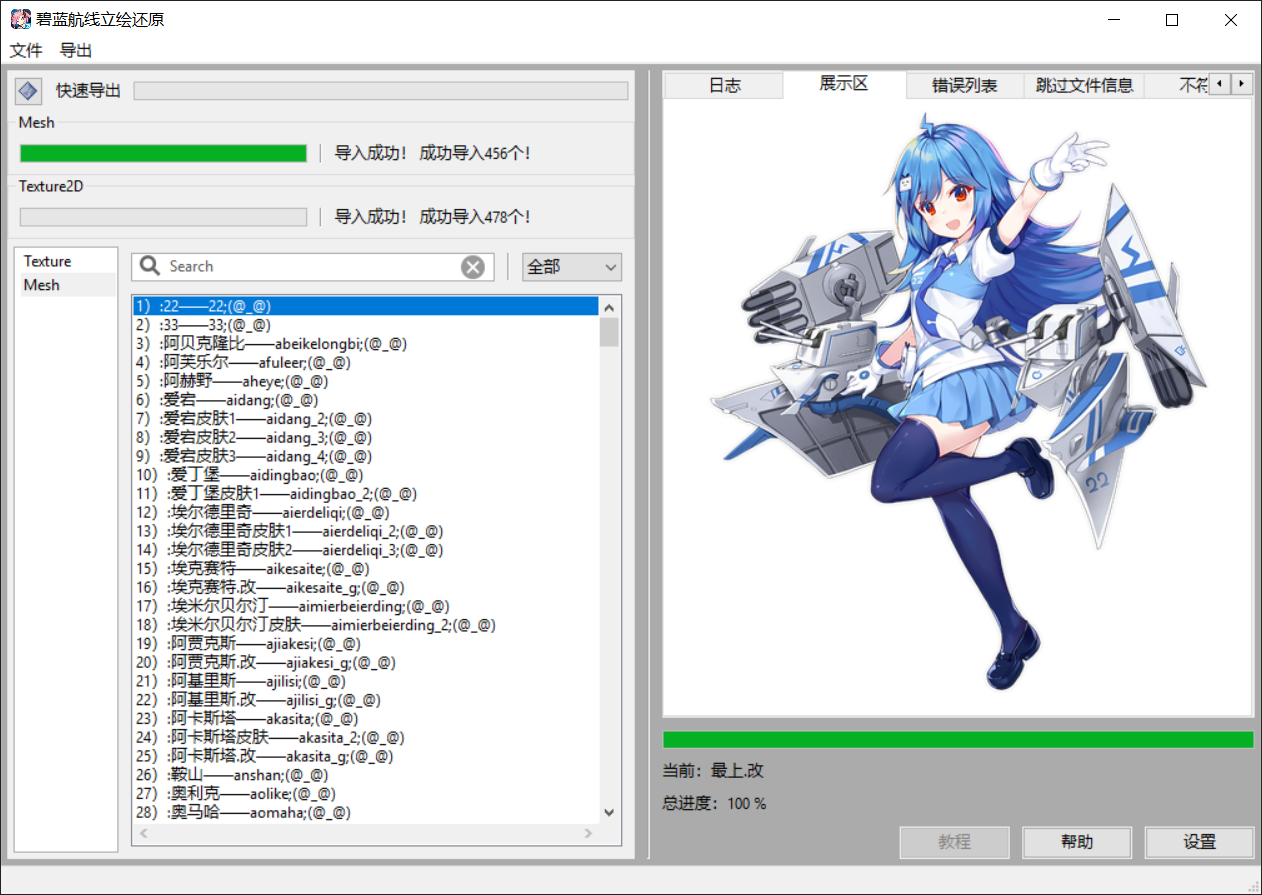 碧蓝航线立绘还原
文件 导出
快速导出
Mesh
导入成功！ 成功导入456个！
Texture2D
导入成功！ 成功导入478个！
Texture
Mesh
Search
全部
1）:22——22;(@_@)
2）:33——33;(@_@)
3）:阿贝克隆比——abeikelongbi;(@_@)
4）:阿芙乐尔——afuleer;(@_@)
5）:阿赫野——aheye;(@_@)
6）:爱宕——aidang;(@_@)
7）:爱宕皮肤1——aidang_2;(@_@)
8）:爱宕皮肤2——aidang_3;(@_@)
9）:爱宕皮肤3——aidang_4;(@_@)
10）:爱丁堡——aidingbao;(@_@)
11）:爱丁堡皮肤1——aidingbao_2;(@_@)
12）:埃尔德里奇——aierdeliqi;(@_@)
13）:埃尔德里奇皮肤1——aierdeliqi_2;(@_@)
14）:埃尔德里奇皮肤2——aierdeliqi_3;(@_@)
15）:埃克赛特——aikesaite;(@_@)
16）:埃克赛特.改——aikesaite_g;(@_@)
17）:埃米尔贝尔汀——aimierbeierding;(@_@)
18）:埃米尔贝尔汀皮肤——aimierbeierding_2;(@_@)
19）:阿贾克斯——ajiakesi;(@_@)
20）:阿贾克斯.改——ajiakesi_g;(@_@)
21）:阿基里斯——ajilisi;(@_@)
22）:阿基里斯.改——ajilisi_g;(@_@)
23）:阿卡斯塔——akasita;(@_@)
24）:阿卡斯塔皮肤——akasita_2;(@_@)
25）:阿卡斯塔.改——akasita_g;(@_@)
26）:鞍山——anshan;(@_@)
27）:奥利克——aolike;(@_@)
28）:奥马哈——aomaha;(@_@)
日志 展示区 错误列表 跳过文件信息 不符
22
当前：最上.改
总进度：100 %
教程 帮助 设置